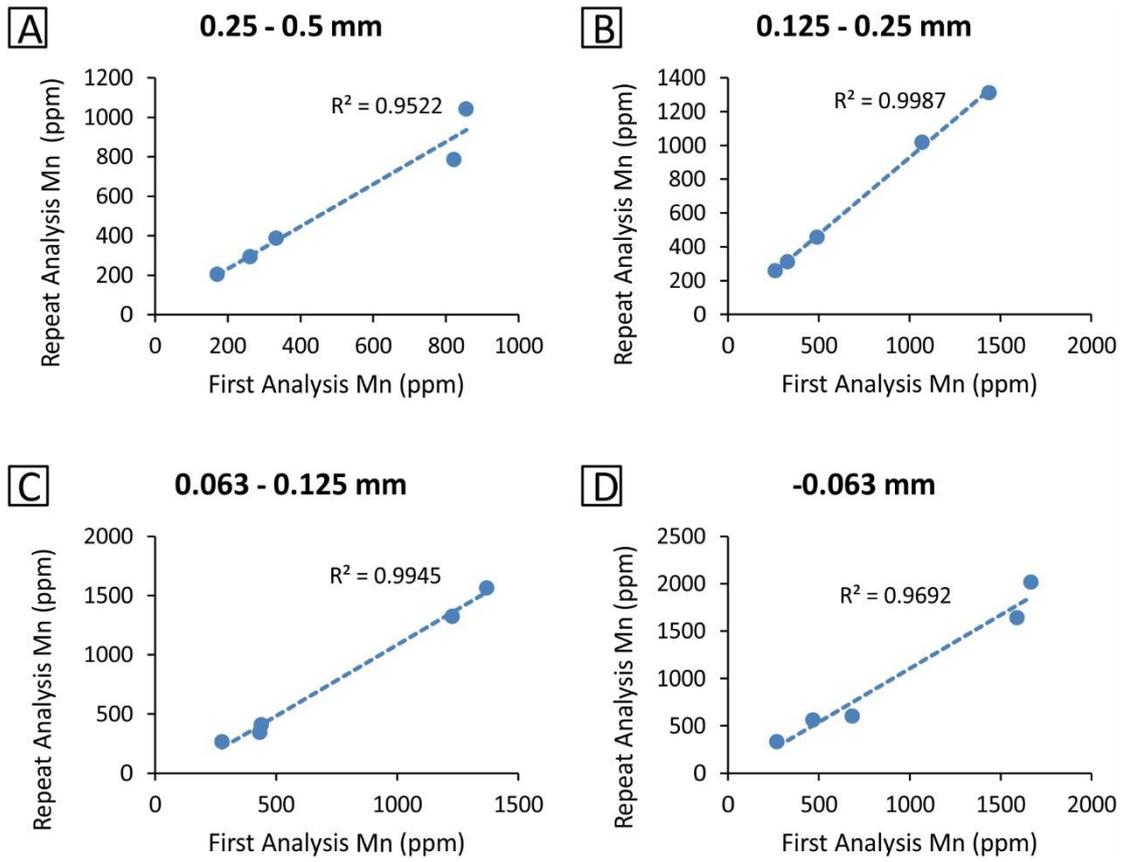 A
0.25 - 0.5 mm
Repeat Analysis Mn (ppm)
1200
1000
800
600
400
200
0
R² = 0.9522
0 200 400 600 800 1000
First Analysis Mn (ppm)
B
0.125 - 0.25 mm
Repeat Analysis Mn (ppm)
1400
1200
1000
800
600
400
200
0
R² = 0.9987
0 500 1000 1500 2000
First Analysis Mn (ppm)
C
0.063 - 0.125 mm
Repeat Analysis Mn (ppm)
2000
1500
1000
500
0
R² = 0.9945
0 500 1000 1500
First Analysis Mn (ppm)
D
-0.063 mm
Repeat Analysis Mn (ppm)
2500
2000
1500
1000
500
0
R² = 0.9692
0 500 1000 1500 2000
First Analysis Mn (ppm)